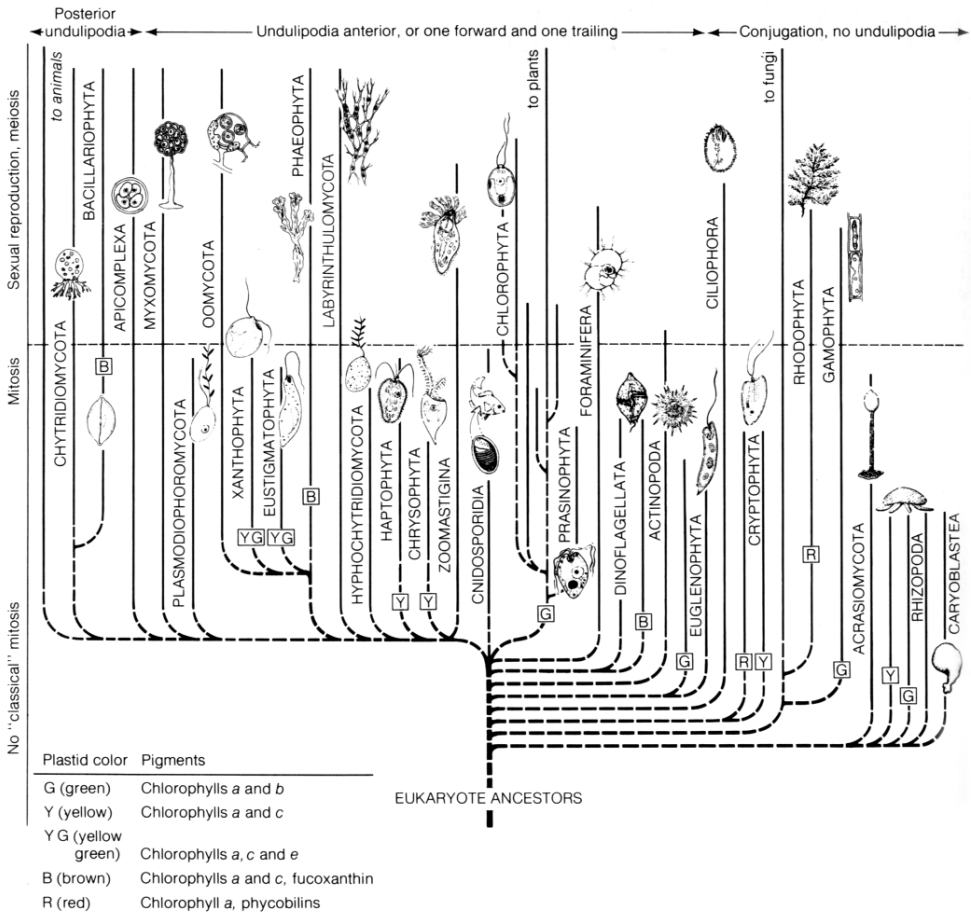 Posterior
undulipodia
Undulipodia anterior, or one forward and one trailing
Conjugation, no undulipodia
Sexual reproduction, meiosis
Mitosis
No "classical" mitosis
to animals
to plants
to fungi
CHYTRIDIOMYCOTA
BACILLARIOPHYTA
APICOMPLEXA
MYXOMYCOTA
PLASMODIOPHOROMYCOTA
OOMYCOTA
XANTHOPHYTA
EUSTIGMATOPHYTA
PHAEOPHYTA
LABYRINTHULOMYCOTA
HYPHOCHYTRIDIOMYCOTA
HAPTOPHYTA
CHRYSOPHYTA
ZOOMASTIGINA
CNIDOSPORIDIA
CHLOROPHYTA
PRASINOPHYTA
FORAMINIFERA
DINOFLAGELLATA
ACTINOPODA
EUGLENOPHYTA
CILIOPHORA
CRYPTOPHYTA
RHODOPHYTA
GAMOPHYTA
ACRASIOMYCOTA
RHIZOPODA
CARYOBLASTEA
B
Y G
Y G
B
Y
Y
G
B
G
R
Y
R
G
Y
G
EUKARYOTE ANCESTORS
Plastid color Pigments
G (green) Chlorophylls a and b
Y (yellow) Chlorophylls a and c
Y G (yellow
green) Chlorophylls a, c and e
B (brown) Chlorophylls a and c, fucoxanthin
R (red) Chlorophyll a, phycobilins